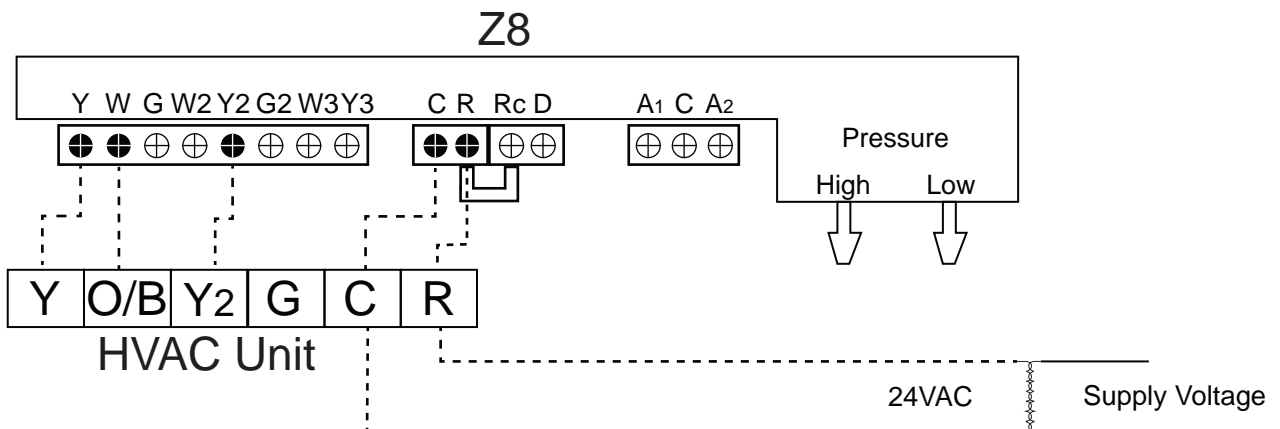 Z8
Y W G W2 Y2 G2 W3 Y3 C R Rc D A1 C A2
Pressure
High Low
Y O/B Y2 G C R
HVAC Unit
24VAC Supply Voltage